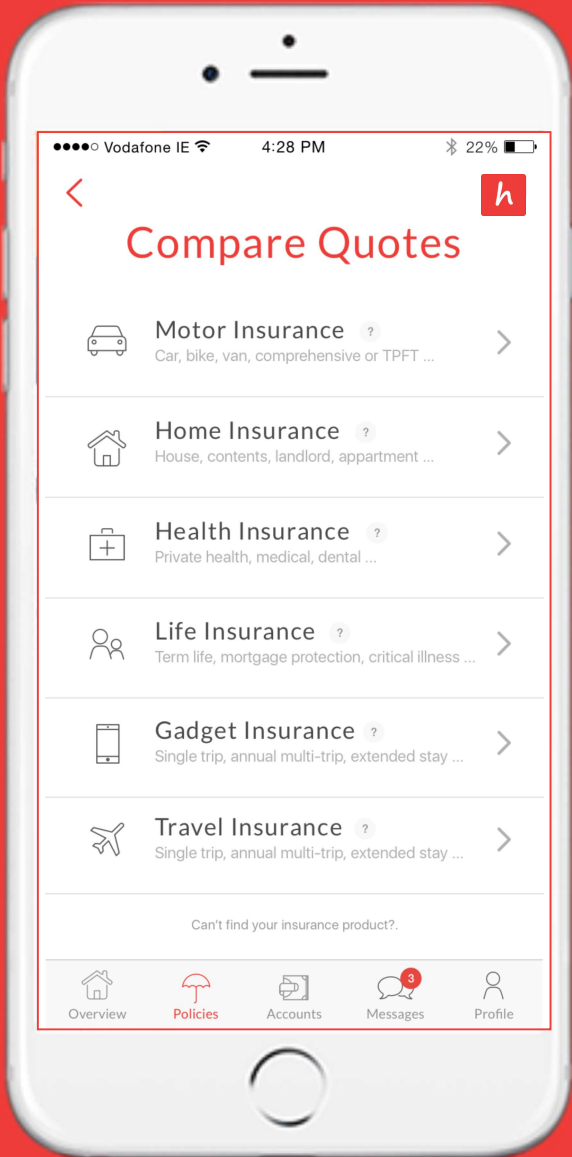 Vodafone IE 4:28 PM 22%
h
Compare Quotes
Motor Insurance ?
Car, bike, van, comprehensive or TPFT ...
Home Insurance ?
House, contents, landlord, appartment ...
Health Insurance ?
Private health, medical, dental ...
Life Insurance ?
Term life, mortgage protection, critical illness ...
Gadget Insurance ?
Single trip, annual multi-trip, extended stay ...
Travel Insurance ?
Single trip, annual multi-trip, extended stay ...
Can't find your insurance product?.
3
Overview Policies Accounts Messages Profile